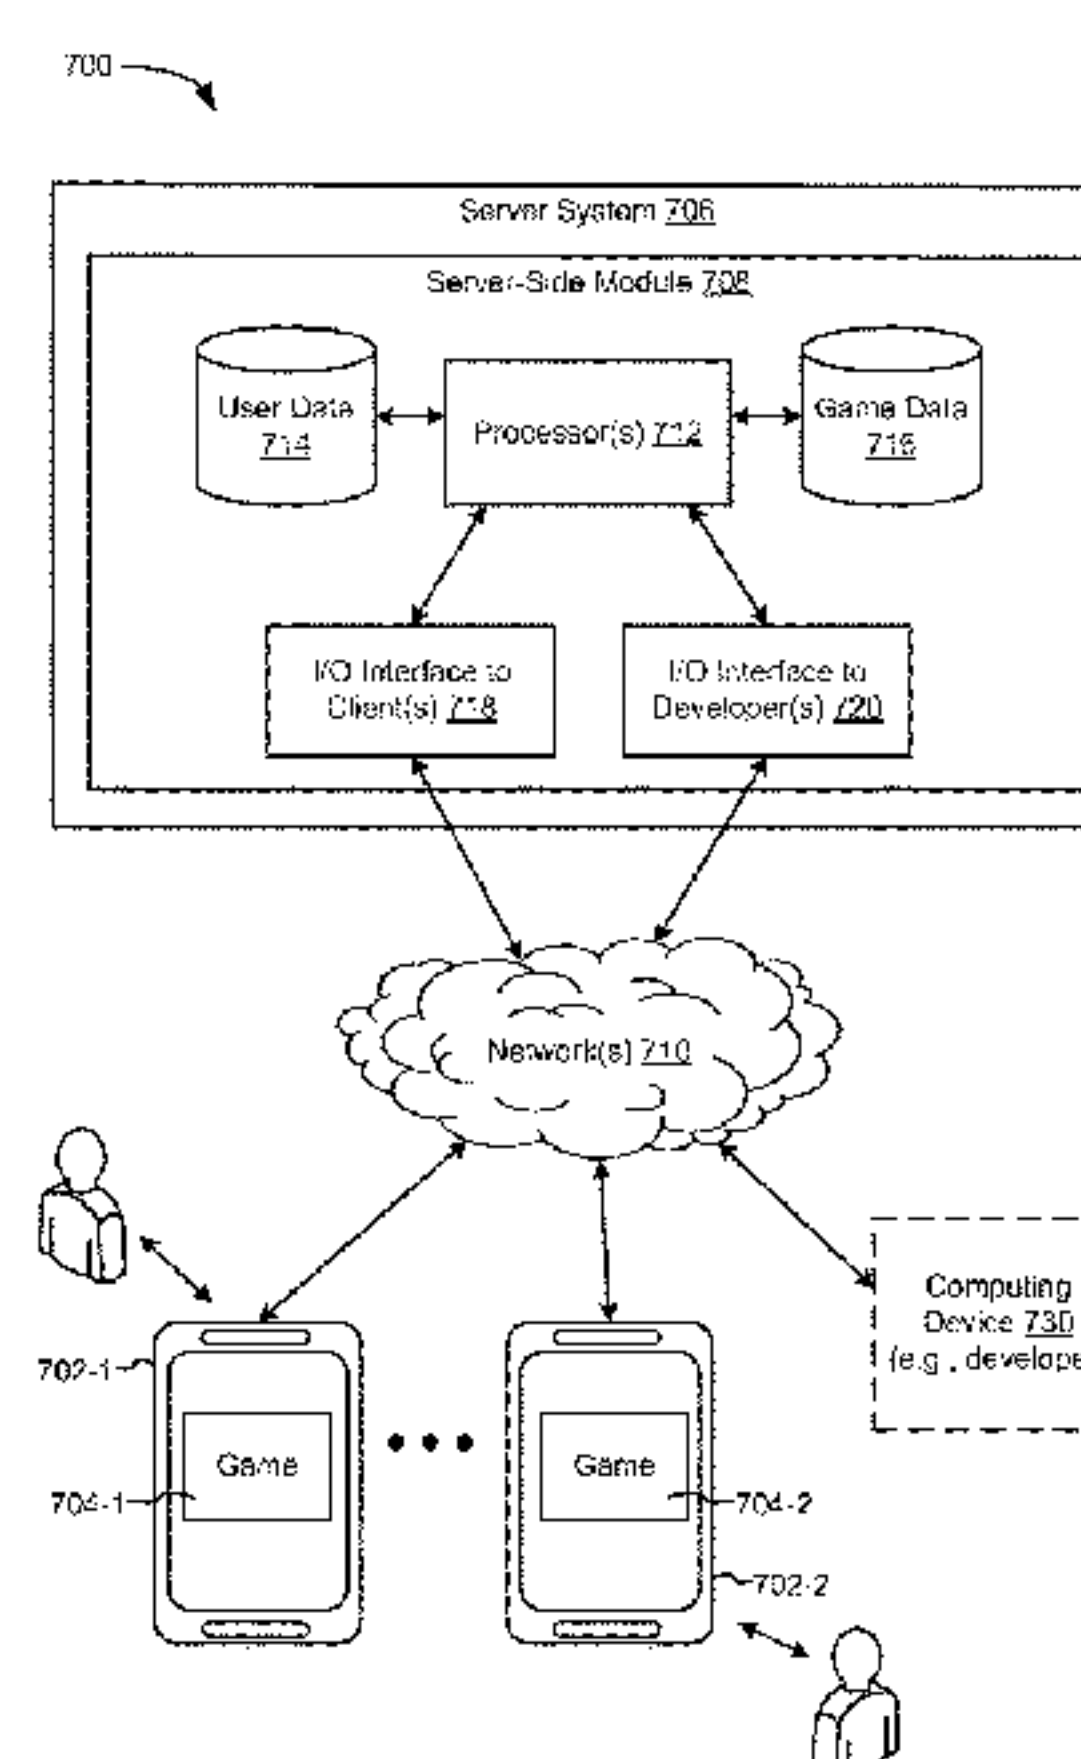 700
Server System 706
Server-Side Module 708
User Data
714
Processor(s) 712
Game Data
716
I/O Interface to
Client(s) 718
I/O Interface to
Developer(s) 720
Network(s) 710
Computing
Device 730
(e.g., develope
702-1
Game
704-1
Game
704-2
702-2